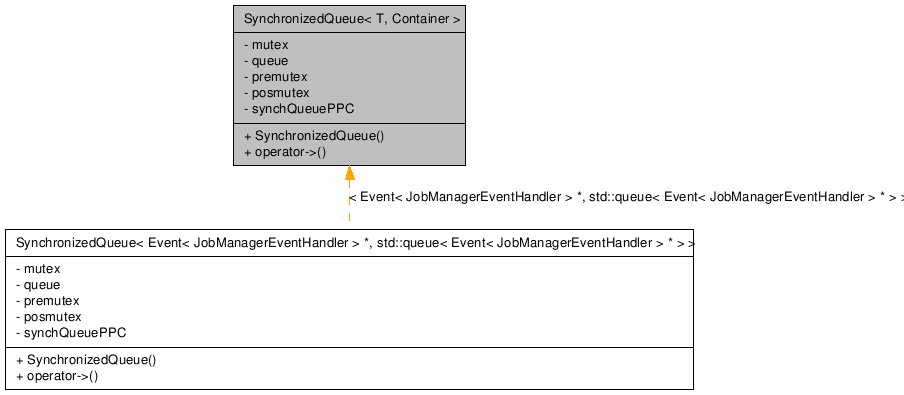 SynchronizedQueue< T, Container >
- mutex
- queue
- premutex
- posmutex
- synchQueuePPC
+ SynchronizedQueue()
+ operator->()
< Event< JobManagerEventHandler > *, std::queue< Event< JobManagerEventHandler > * > >
SynchronizedQueue< Event< JobManagerEventHandler > *, std::queue< Event< JobManagerEventHandler > * > >
- mutex
- queue
- premutex
- posmutex
- synchQueuePPC
+ SynchronizedQueue()
+ operator->()